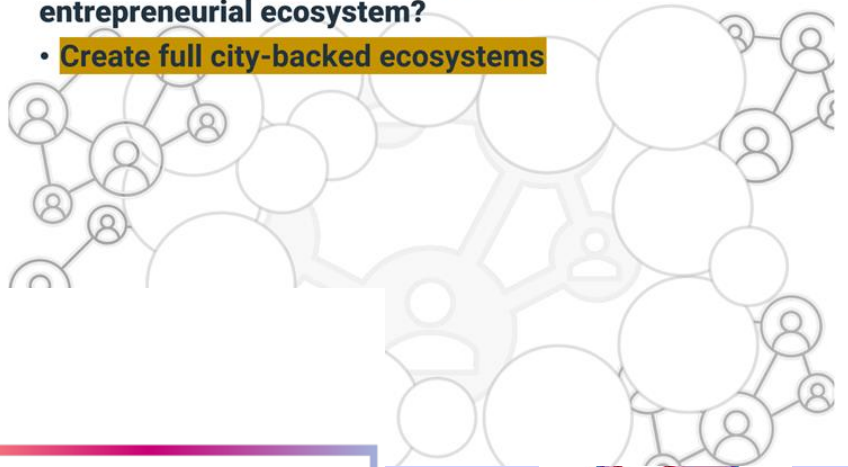 entrepreneurial ecosystem?
• Create full city-backed ecosystems